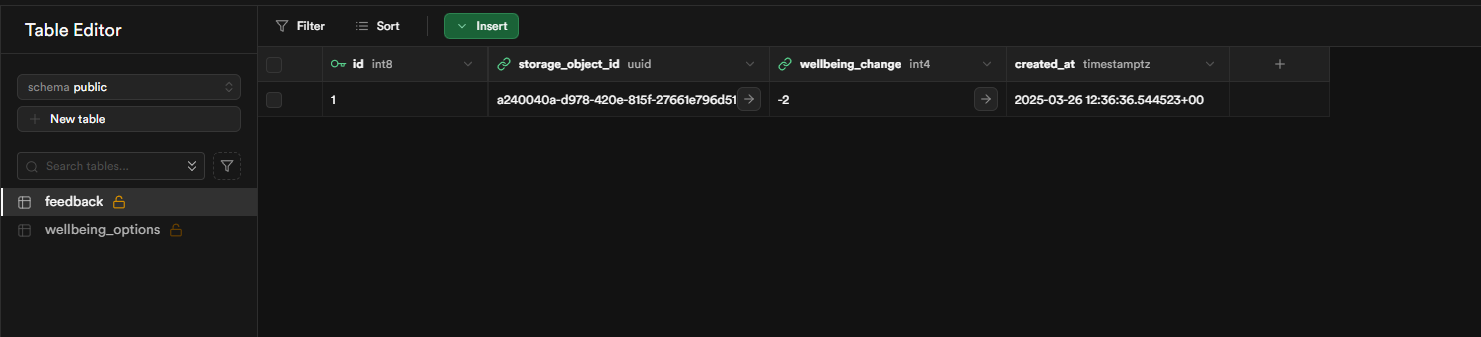 Table Editor
Filter Sort Insert
schema public
New table
Search tables...
feedback
wellbeing_options
id int8 storage_object_id uuid wellbeing_change int4 created_at timestamptz
1 a240040a-d978-420e-815f-27661e796d51 -2 2025-03-26 12:36:36.544523+00